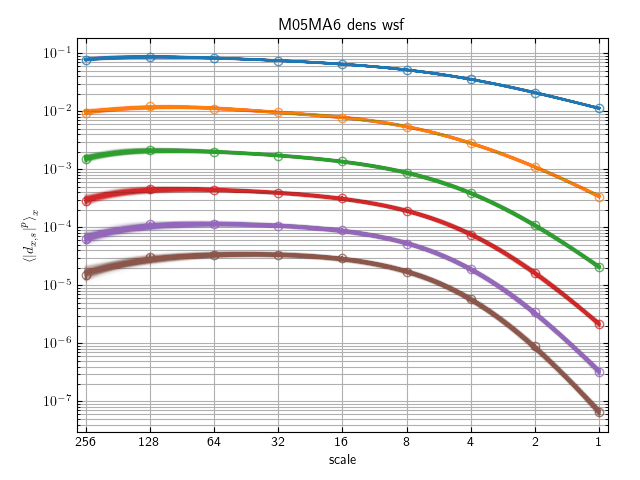 M05MA6 dens wsf
10⁻¹
10⁻²
10⁻³
10⁻⁴
10⁻⁵
10⁻⁶
10⁻⁷
⟨|d_{x,s}|^p⟩_x
256 128 64 32 16 8 4 2 1
scale